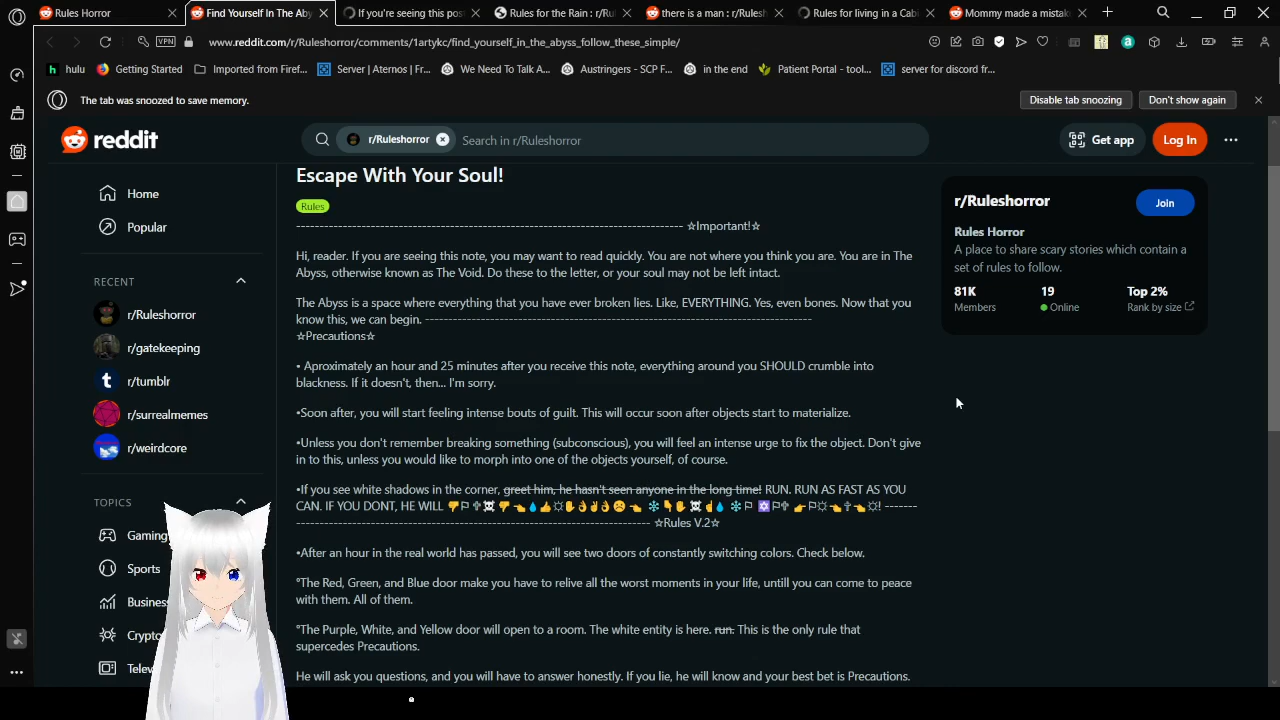 Rules Horror
Find Yourself In The Ab
If you're seeing this pos
Rules for the Rain : r/Ru
there is a man : r/Rulesh
Rules for living in a Cabi
Mommy made a mistak
VPN
www.reddit.com/r/Ruleshorror/comments/1artykc/find_yourself_in_the_abyss_follow_these_simple/
hulu
Getting Started
Imported from Firef...
Server | Aternos | Fr...
We Need To Talk A...
Austringers - SCP F...
in the end
Patient Portal - tool...
server for discord fr...
The tab was snoozed to save memory.
Disable tab snoozing
Don't show again
reddit
r/Ruleshorror
Search in r/Ruleshorror
Get app
Log In
Home
Popular
RECENT
r/Ruleshorror
r/gatekeeping
r/tumblr
r/surrealmemes
r/weirdcore
TOPICS
Gaming
Sports
Business
Crypto
Telev
Escape With Your Soul!
Rules
-------------------------------------------------------------------------------- ☆Important!☆
Hi, reader. If you are seeing this note, you may want to read quickly. You are not where you think you are. You are in The
Abyss, otherwise known as The Void. Do these to the letter, or your soul may not be left intact.
The Abyss is a space where everything that you have ever broken lies. Like, EVERYTHING. Yes, even bones. Now that you
know this, we can begin. --------------------------------------------------------------------------------
☆Precautions☆
• Aproximately an hour and 25 minutes after you receive this note, everything around you SHOULD crumble into
blackness. If it doesn't, then... I'm sorry.
•Soon after, you will start feeling intense bouts of guilt. This will occur soon after objects start to materialize.
•Unless you don't remember breaking something (subconscious), you will feel an intense urge to fix the object. Don't give
in to this, unless you would like to morph into one of the objects yourself, of course.
•If you see white shadows in the corner, greet him, he hasn't seen anyone in the long time! RUN. RUN AS FAST AS YOU
CAN. IF YOU DONT, HE WILL 👎🏳✞☠️👎👈💧👍☼✋👌✌👌☹️👈 ❄👇✋☠️☝💧 ❄🏳 🔯🏳✞ 👉🏳☼👈✞👈☼! -------
-------------------------------------------------------------------------- ☆Rules V.2☆
•After an hour in the real world has passed, you will see two doors of constantly switching colors. Check below.
°The Red, Green, and Blue door make you have to relive all the worst moments in your life, untill you can come to peace
with them. All of them.
°The Purple, White, and Yellow door will open to a room. The white entity is here. run. This is the only rule that
supercedes Precautions.
He will ask you questions, and you will have to answer honestly. If you lie, he will know and your best bet is Precautions.
r/Ruleshorror
Join
Rules Horror
A place to share scary stories which contain a
set of rules to follow.
81K
Members
19
Online
Top 2%
Rank by size